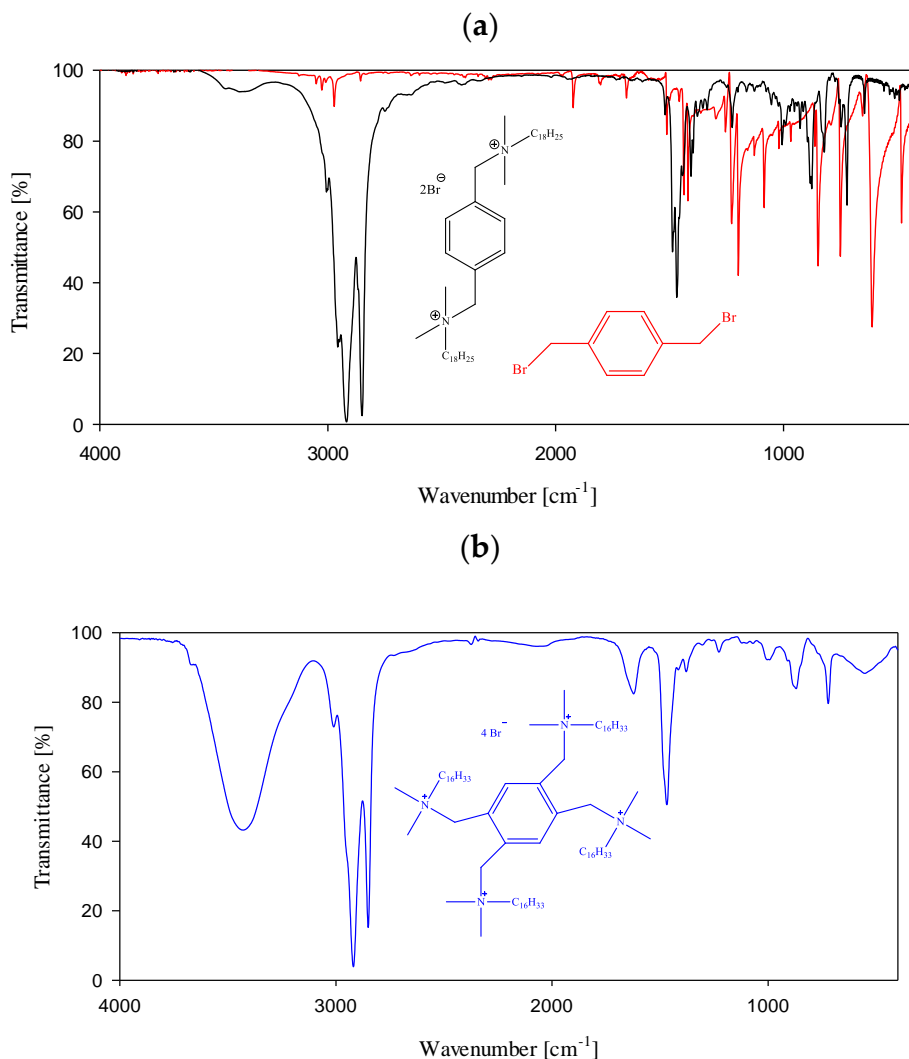 (a)
Transmittance [%]
100
80
60
40
20
0
4000
3000
2000
1000
Wavenumber [cm⁻¹]
⊕
N
C₁₈H₂₅
2Br⊖
⊕
N
C₁₈H₂₅
Br
Br
(b)
Transmittance [%]
100
80
60
40
20
0
4000
3000
2000
1000
Wavenumber [cm⁻¹]
4 Br⁻
N⁺
C₁₆H₃₃
C₁₆H₃₃
N⁺
N⁺
C₁₆H₃₃
N⁺
C₁₆H₃₃